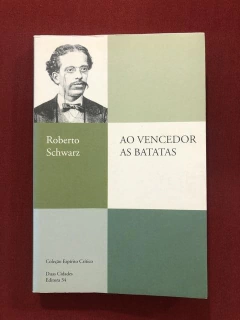 Roberto
Schwarz
AO VENCEDOR
AS BATATAS
Coleção Espírito Crítico
Duas Cidades
Editora 34